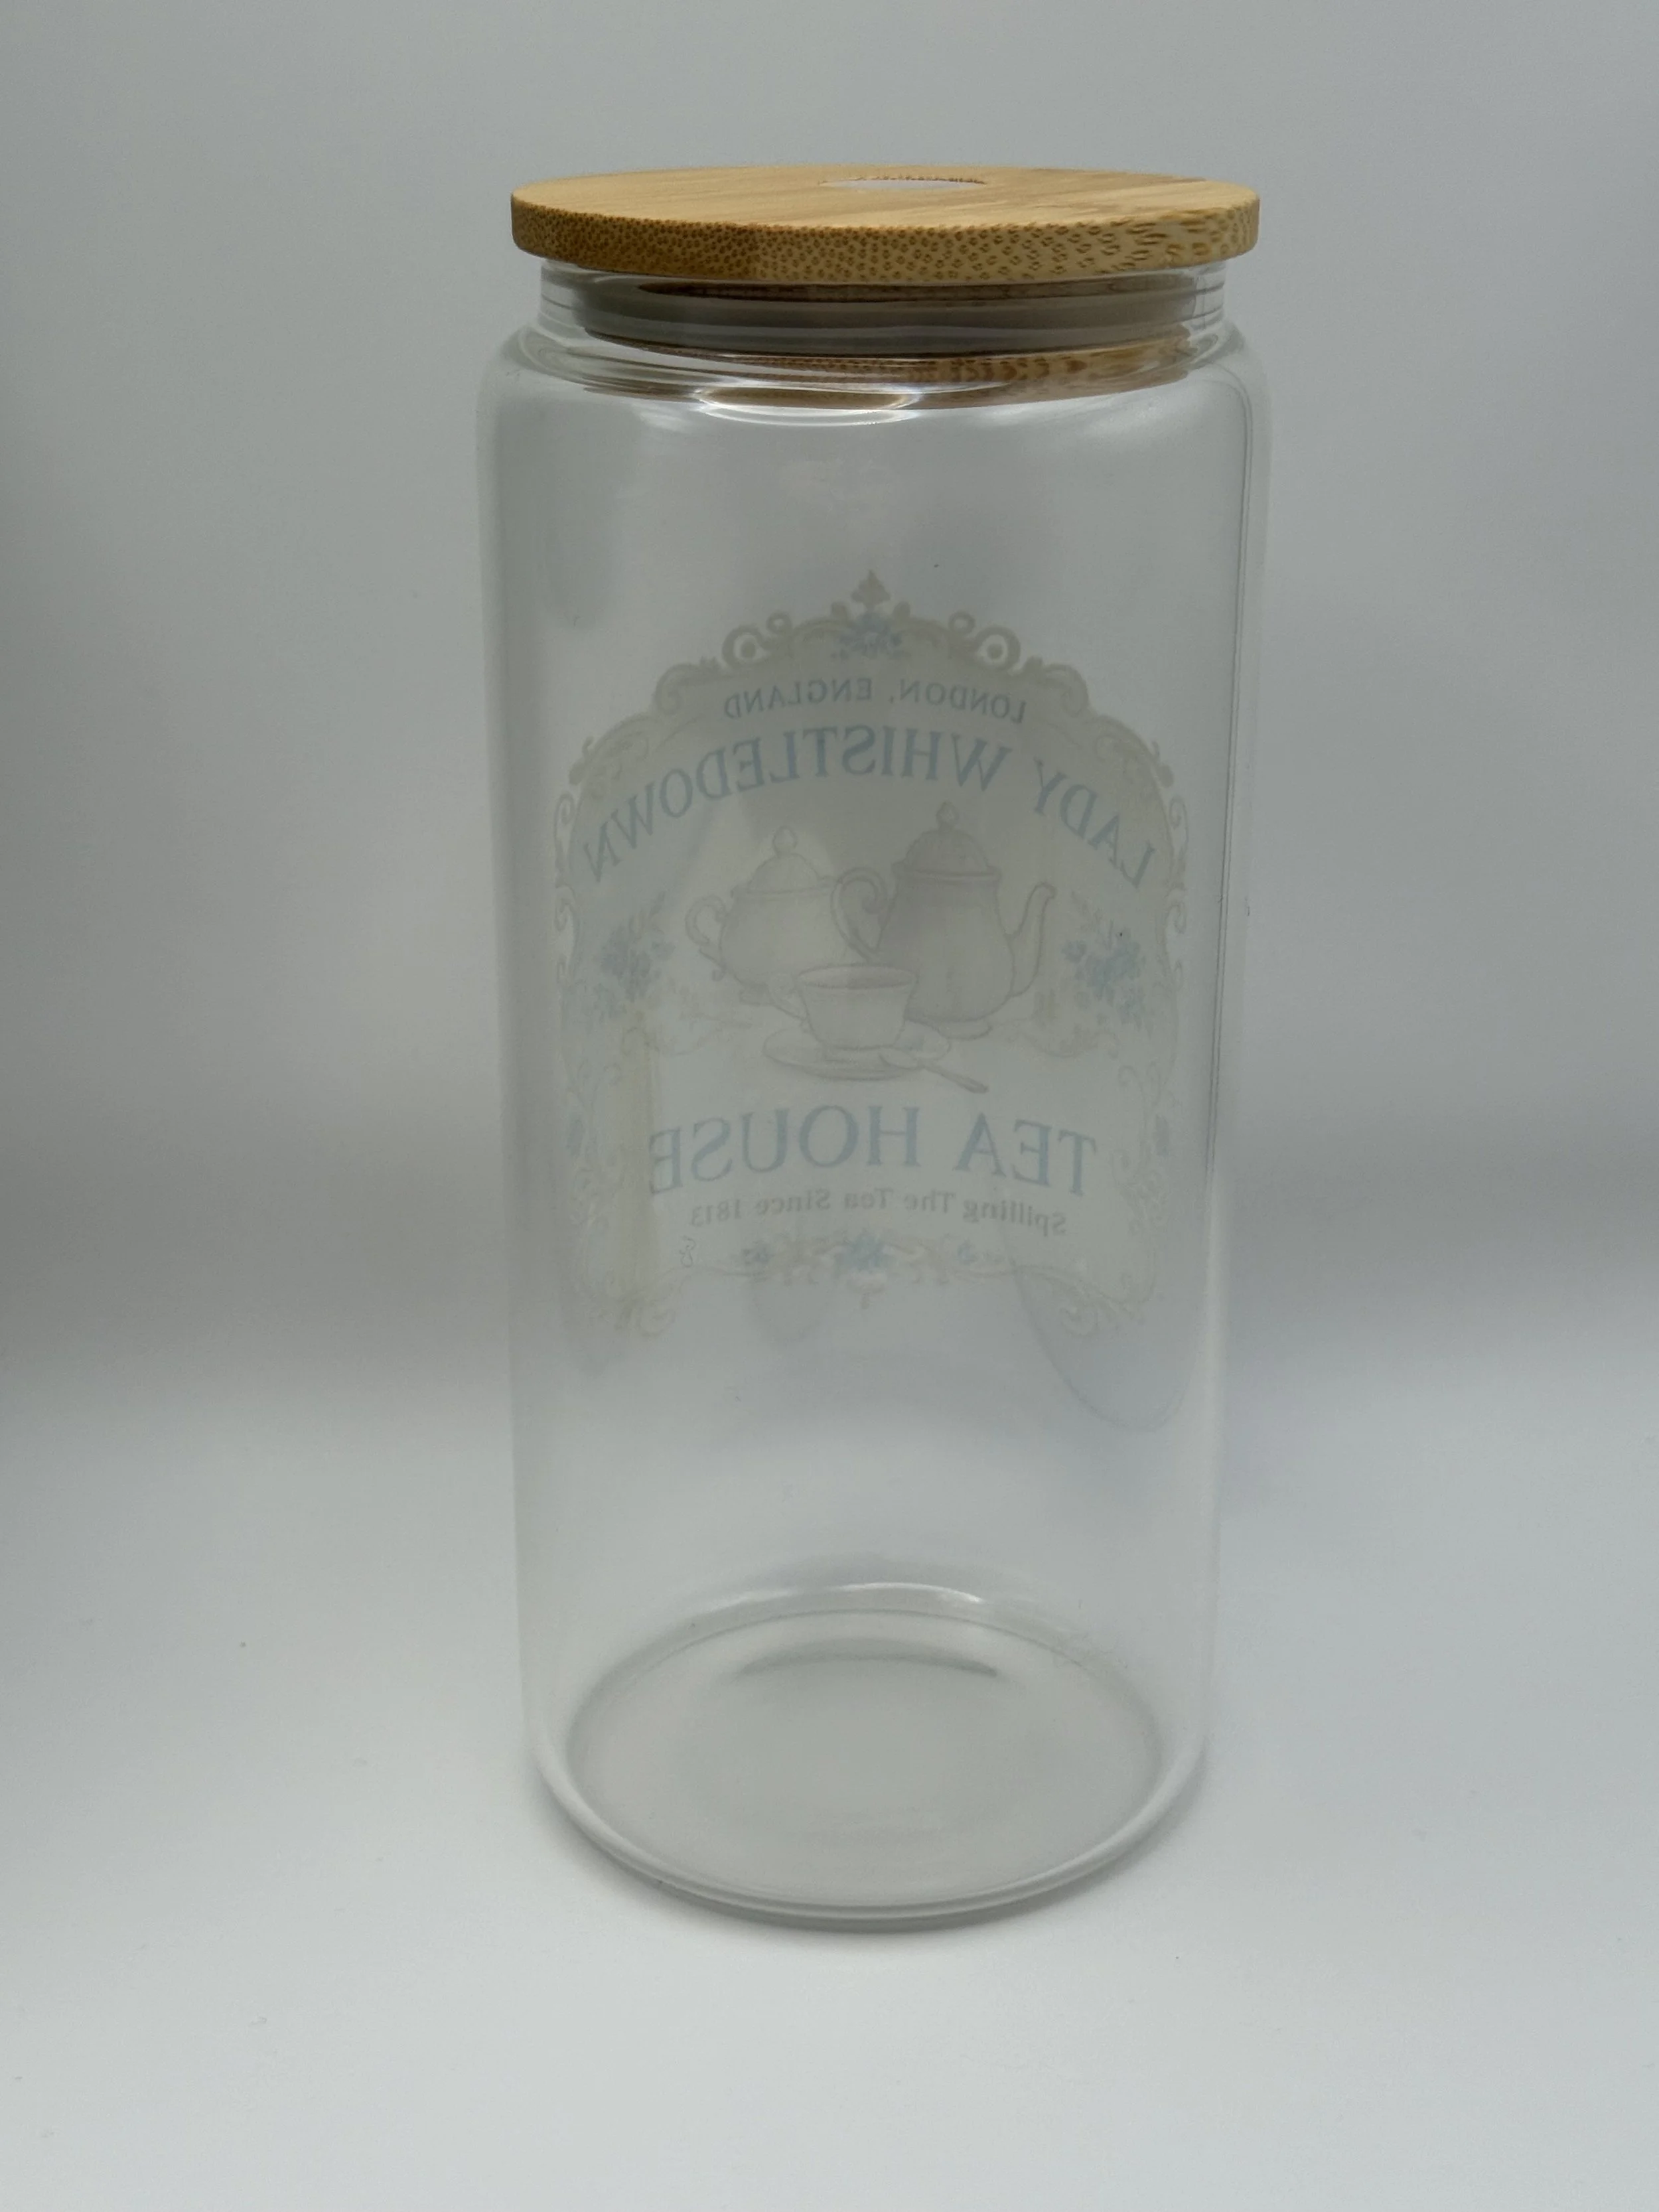 LONDON, ENGLAND
LADY WHISTLEDOWN
TEA HOUSE
Spilling The Tea Since 1813